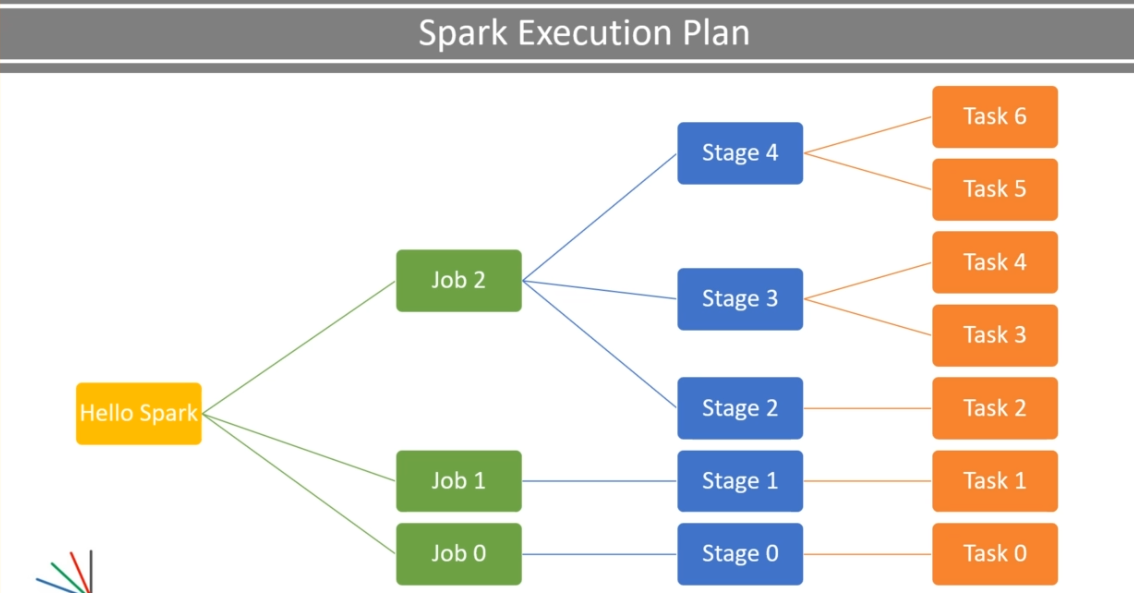 Spark Execution Plan
Task 6
Stage 4
Task 5
Task 4
Job 2
Stage 3
Task 3
Hello Spark
Stage 2
Task 2
Job 1
Stage 1
Task 1
Job 0
Stage 0
Task 0